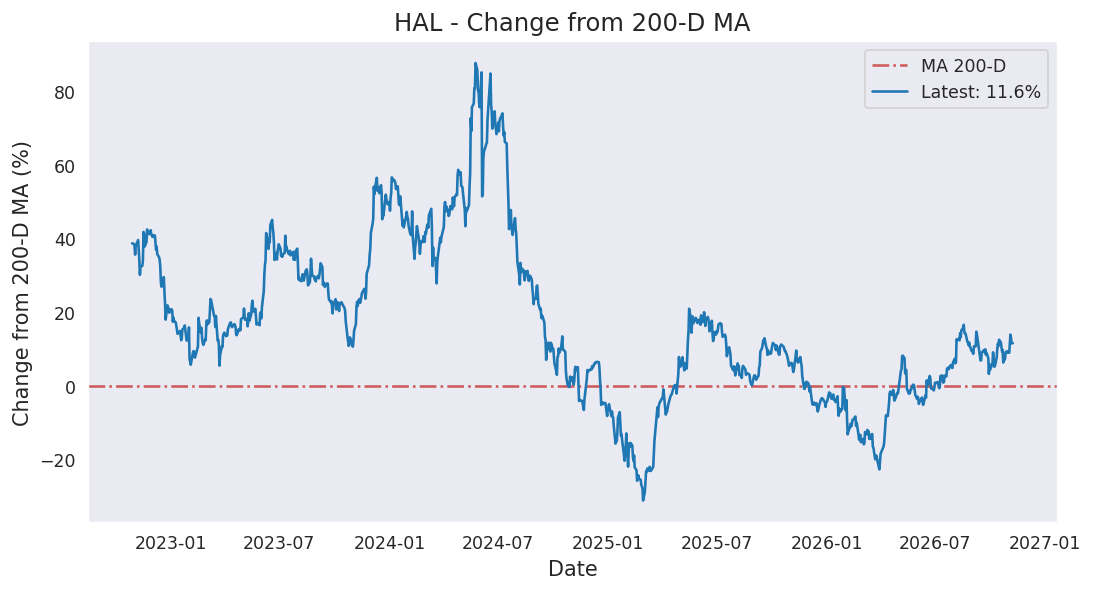 HAL - Change from 200-D MA
MA 200-D
Latest: 11.6%
Change from 200-D MA (%)
80
60
40
20
0
−20
2023-01 2023-07 2024-01 2024-07 2025-01 2025-07 2026-01 2026-07 2027-01
Date